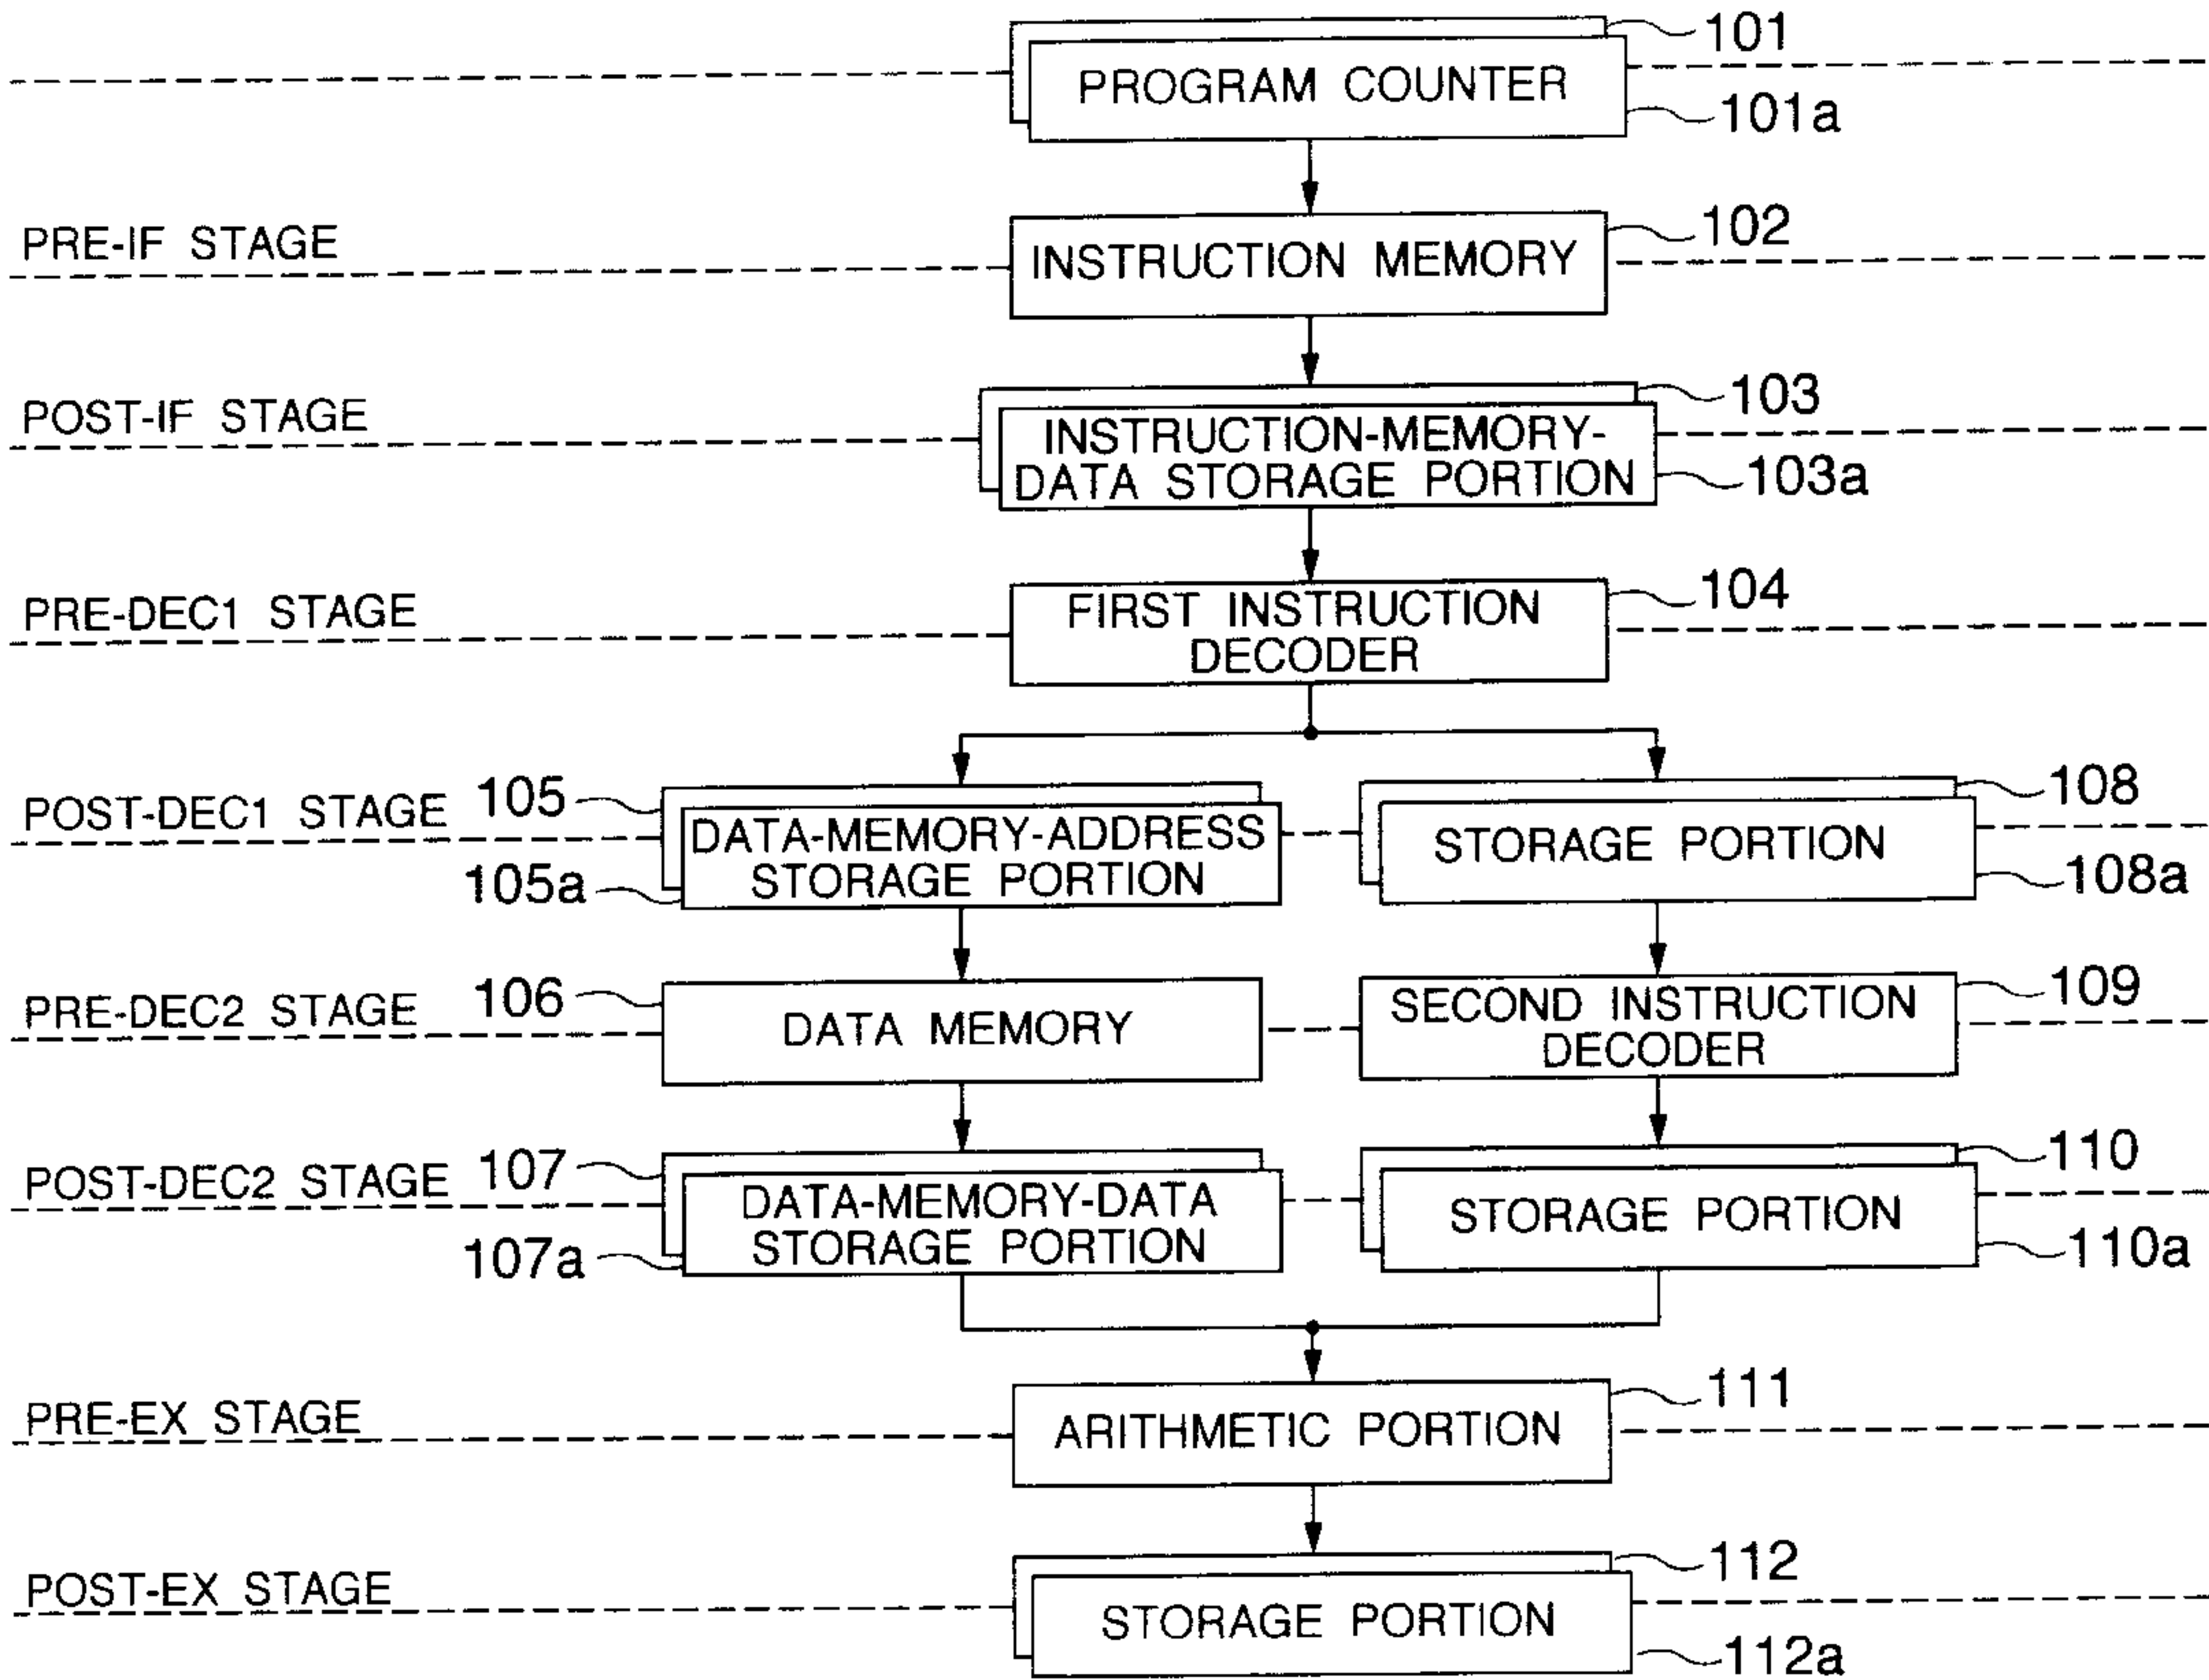 101
PROGRAM COUNTER
101a
PRE-IF STAGE
102
INSTRUCTION MEMORY
POST-IF STAGE
103
INSTRUCTION-MEMORY-
DATA STORAGE PORTION
103a
PRE-DEC1 STAGE
104
FIRST INSTRUCTION
DECODER
POST-DEC1 STAGE
105
DATA-MEMORY-ADDRESS
STORAGE PORTION
105a
108
STORAGE PORTION
108a
PRE-DEC2 STAGE
106
DATA MEMORY
SECOND INSTRUCTION
DECODER
109
POST-DEC2 STAGE
107
DATA-MEMORY-DATA
STORAGE PORTION
107a
110
STORAGE PORTION
110a
PRE-EX STAGE
111
ARITHMETIC PORTION
POST-EX STAGE
112
STORAGE PORTION
112a